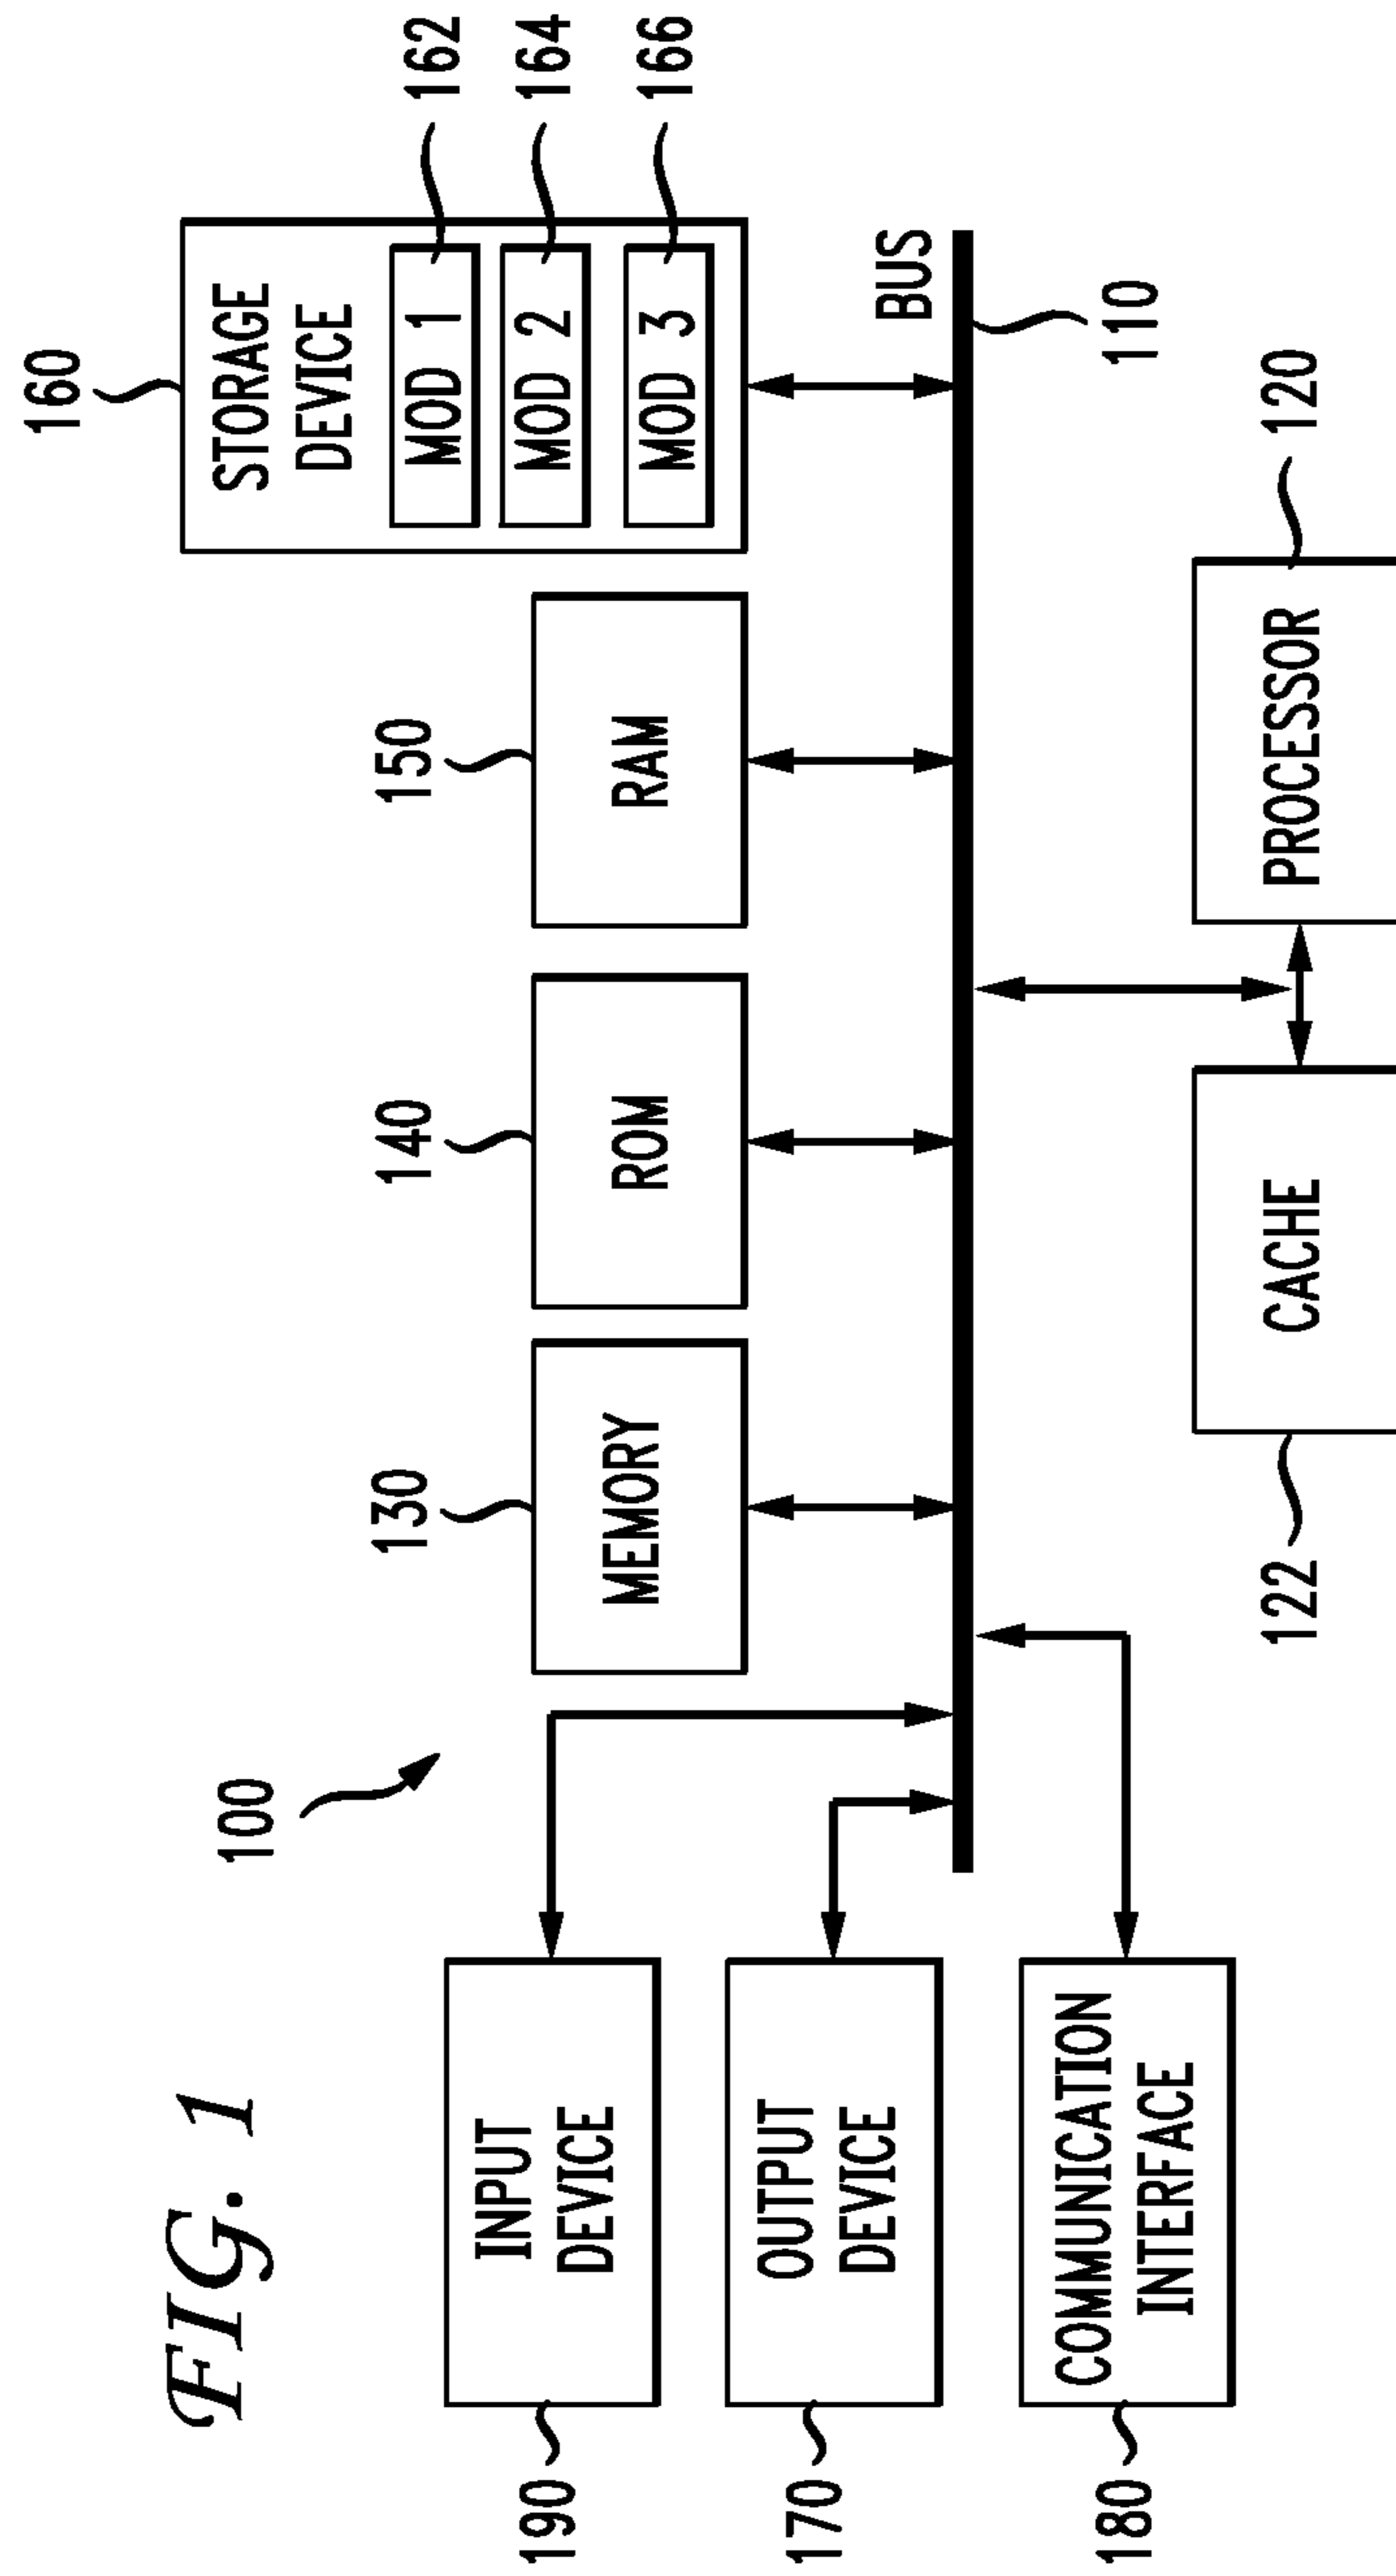 FIG. 1
100
160
STORAGE
DEVICE
MOD 1
162
MOD 2
164
MOD 3
166
130
140
150
MEMORY
ROM
RAM
190
INPUT
DEVICE
170
OUTPUT
DEVICE
BUS
110
180
COMMUNICATION
INTERFACE
122
CACHE
PROCESSOR
120